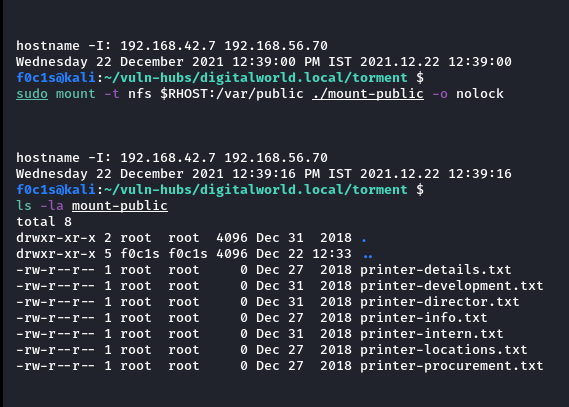 hostname -I: 192.168.42.7 192.168.56.70
Wednesday 22 December 2021 12:39:00 PM IST 2021.12.22 12:39:00
f0c1s@kali:~/vuln-hubs/digitalworld.local/torment $
sudo mount -t nfs $RHOST:/var/public ./mount-public -o nolock
hostname -I: 192.168.42.7 192.168.56.70
Wednesday 22 December 2021 12:39:16 PM IST 2021.12.22 12:39:16
f0c1s@kali:~/vuln-hubs/digitalworld.local/torment $
ls -la mount-public
total 8
drwxr-xr-x 2 root  root  4096 Dec 31  2018 .
drwxr-xr-x 5 f0c1s f0c1s 4096 Dec 22 12:33 ..
-rw-r--r-- 1 root  root     0 Dec 27  2018 printer-details.txt
-rw-r--r-- 1 root  root     0 Dec 31  2018 printer-development.txt
-rw-r--r-- 1 root  root     0 Dec 31  2018 printer-director.txt
-rw-r--r-- 1 root  root     0 Dec 27  2018 printer-info.txt
-rw-r--r-- 1 root  root     0 Dec 31  2018 printer-intern.txt
-rw-r--r-- 1 root  root     0 Dec 27  2018 printer-locations.txt
-rw-r--r-- 1 root  root     0 Dec 27  2018 printer-procurement.txt